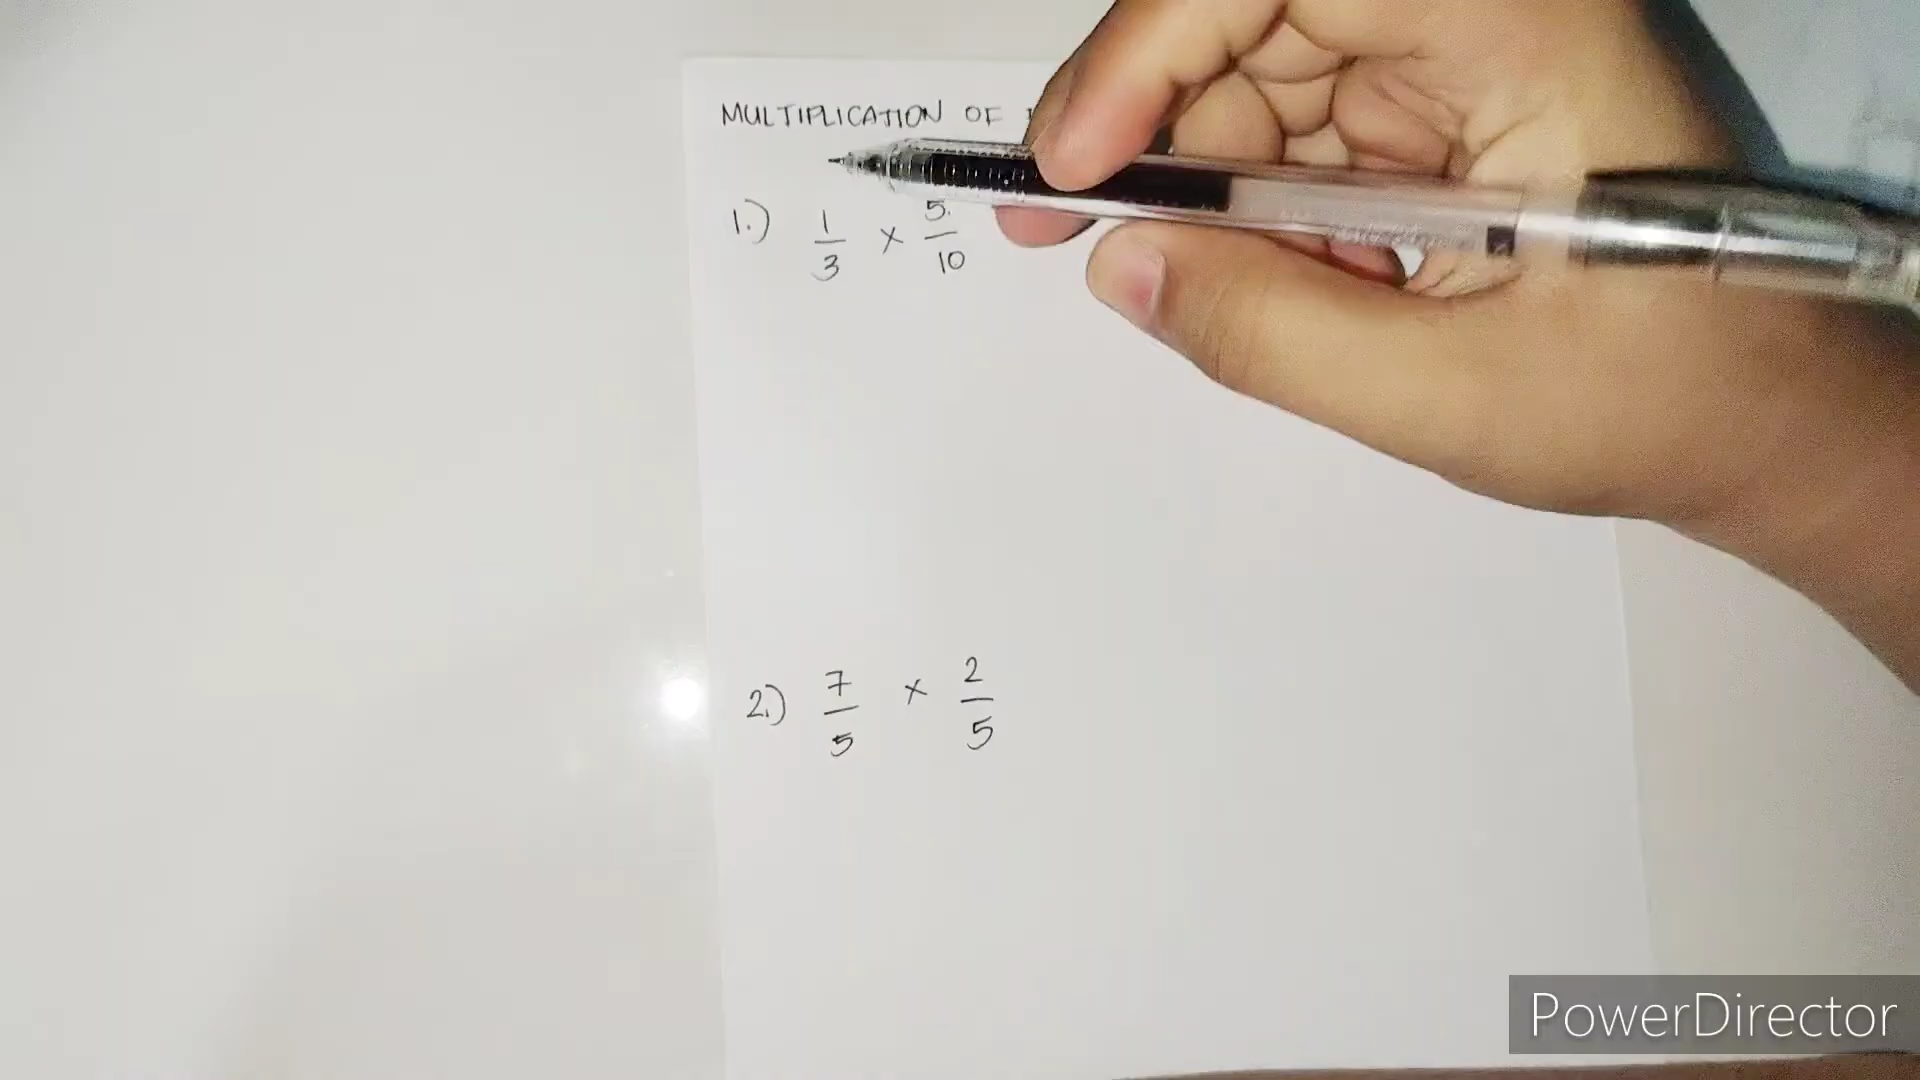 MULTIPLICATION OF
1.) 1/3 × 5/10
2.) 7/5 × 2/5
PowerDirector